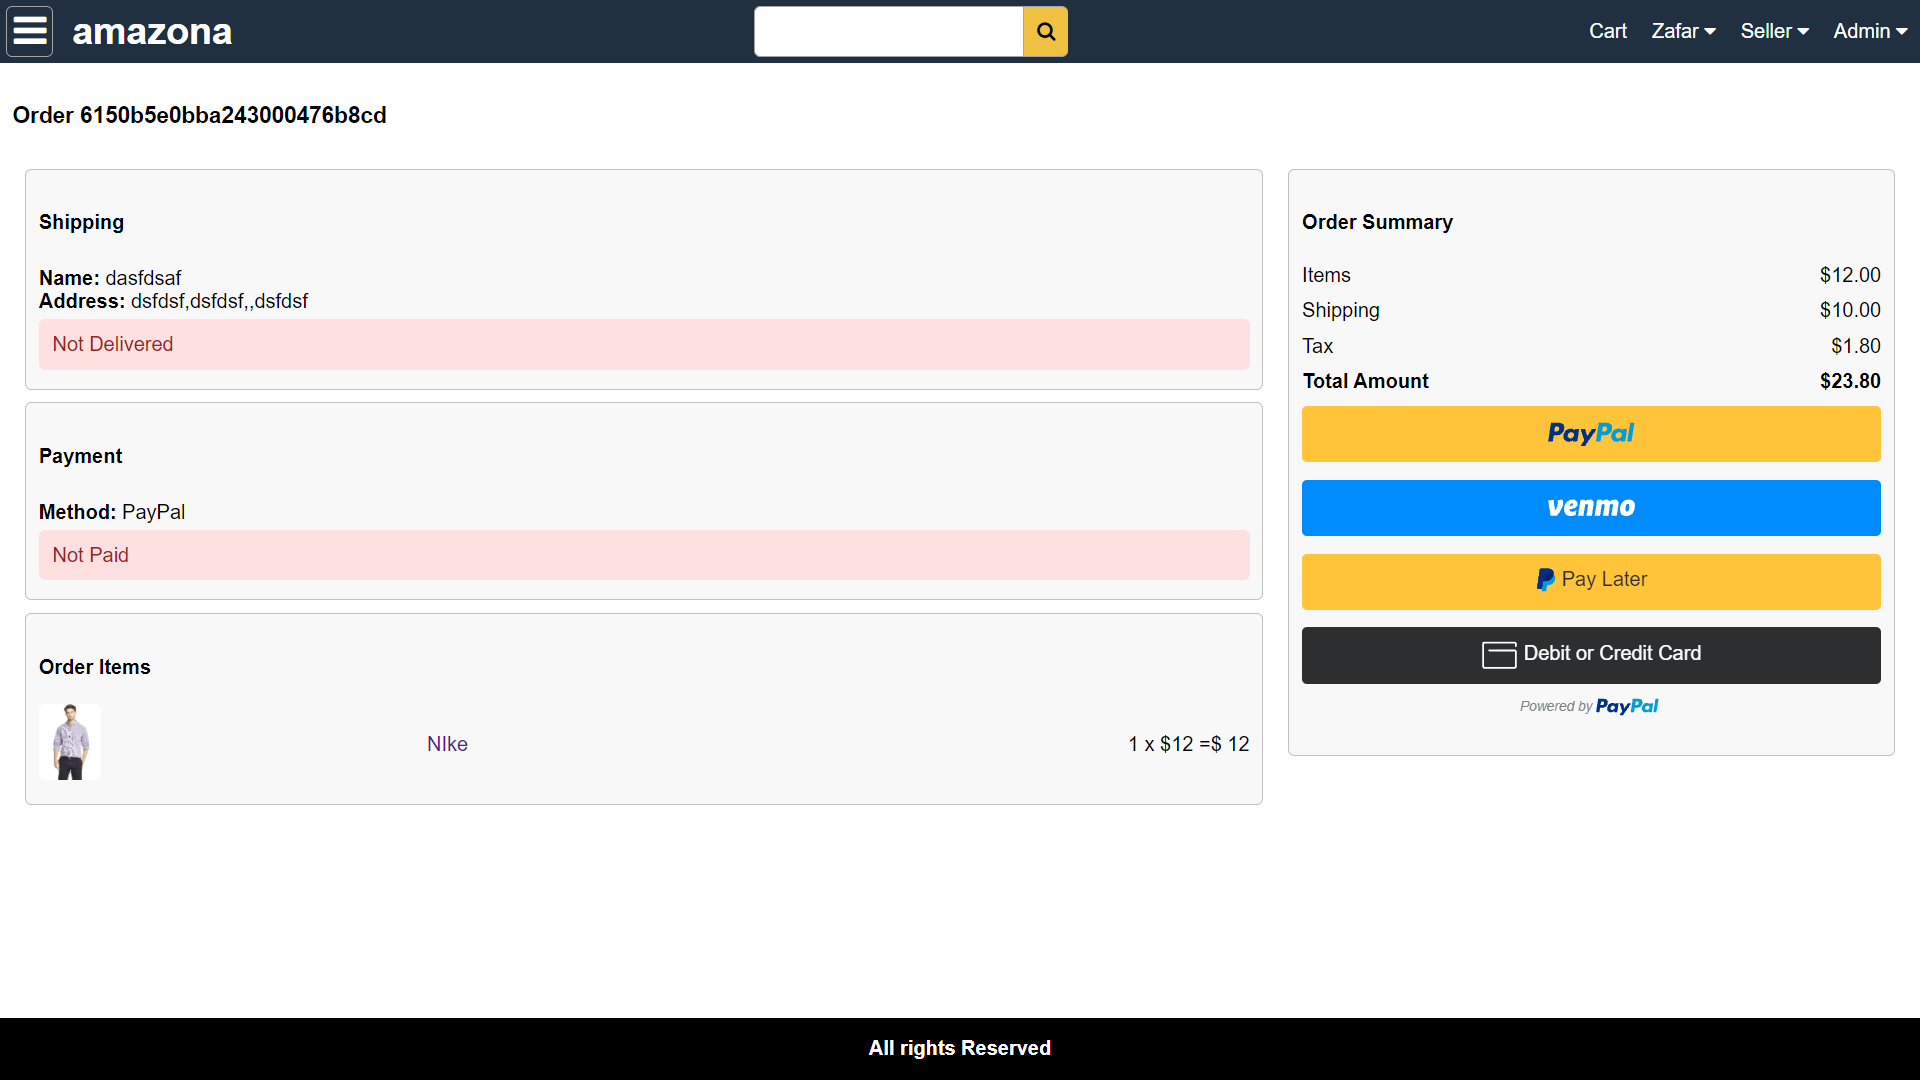 amazona
Cart Zafar Seller Admin
Order 6150b5e0bba243000476b8cd
Shipping
Name: dasfdsaf
Address: dsfdsf,dsfdsf,,dsfdsf
Not Delivered
Payment
Method: PayPal
Not Paid
Order Items
NIke 1 x $12 =$ 12
Order Summary
Items $12.00
Shipping $10.00
Tax $1.80
Total Amount $23.80
PayPal
venmo
Pay Later
Debit or Credit Card
Powered by PayPal
All rights Reserved